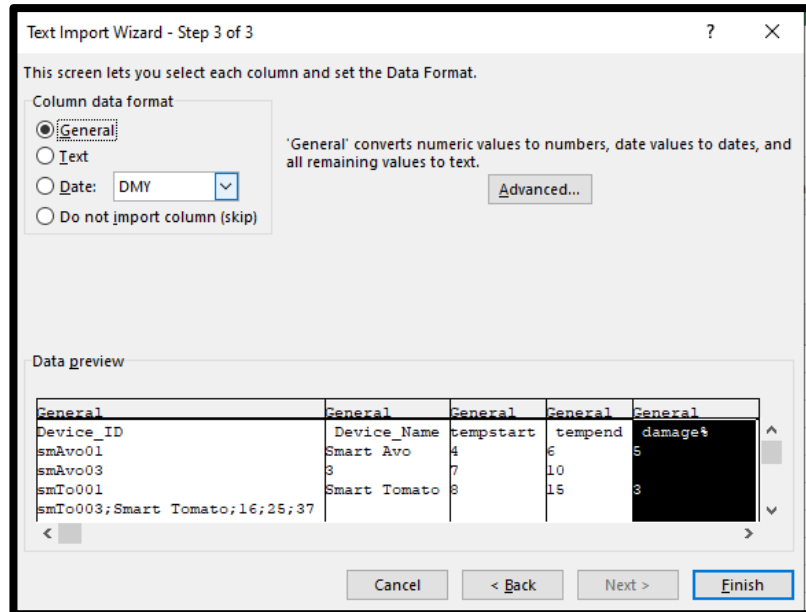 Text Import Wizard - Step 3 of 3 ?
This screen lets you select each column and set the Data Format.
Column data format
General
Text
Date: DMY
Do not import column (skip)
'General' converts numeric values to numbers, date values to dates, and
all remaining values to text.
Advanced...
Data preview
General General General General General
Device_ID Device_Name tempstart tempend damage%
smAvo01 Smart Avo 4 6 5
smAvo03 3 7 10
smTo001 Smart Tomato 8 15 3
smTo003;Smart Tomato;16;25;37
Cancel < Back Next > Finish